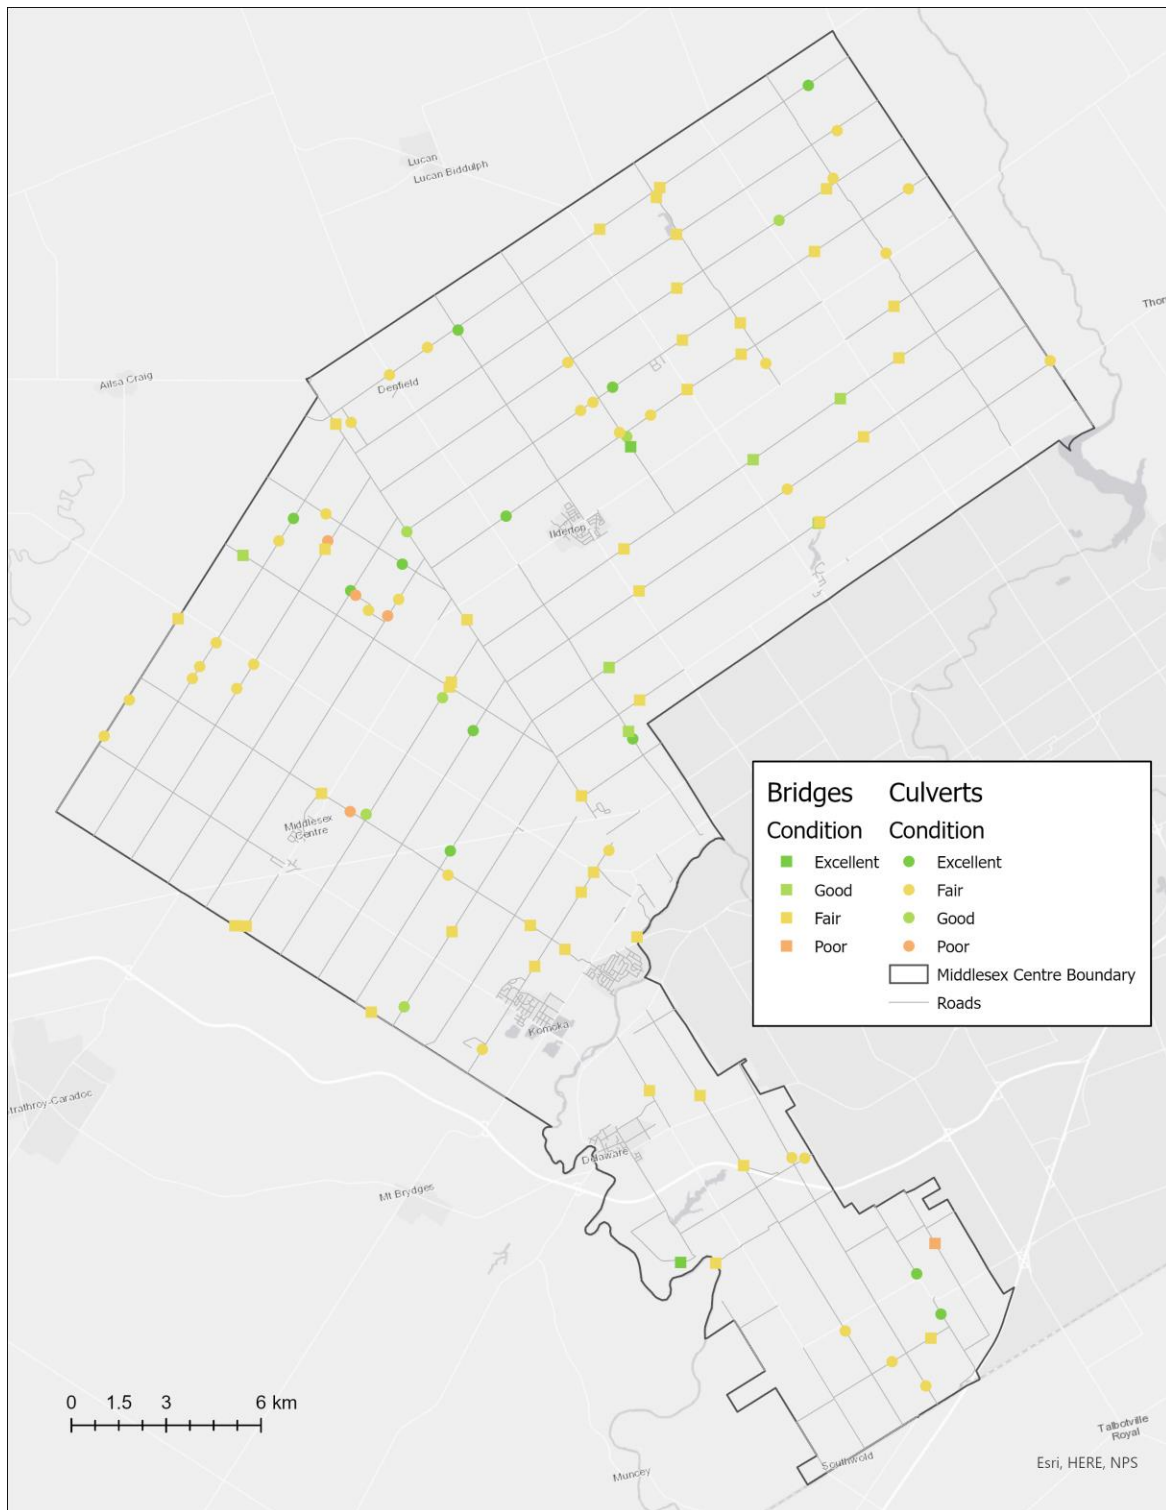 Lucan
Lucan Biddulph
Thor
Ailsa Craig
Denfield
Ilderton
Bridges Culverts
Condition Condition
Excellent Excellent
Good Fair
Fair Good
Poor Poor
Middlesex Centre Boundary
Roads
Middlesex
Centre
Komoka
trathroy-Caradoc
Delaware
Mt Brydges
0 1.5 3 6 km
Talbotville
Royal
Southwold
Muncey
Esri, HERE, NPS